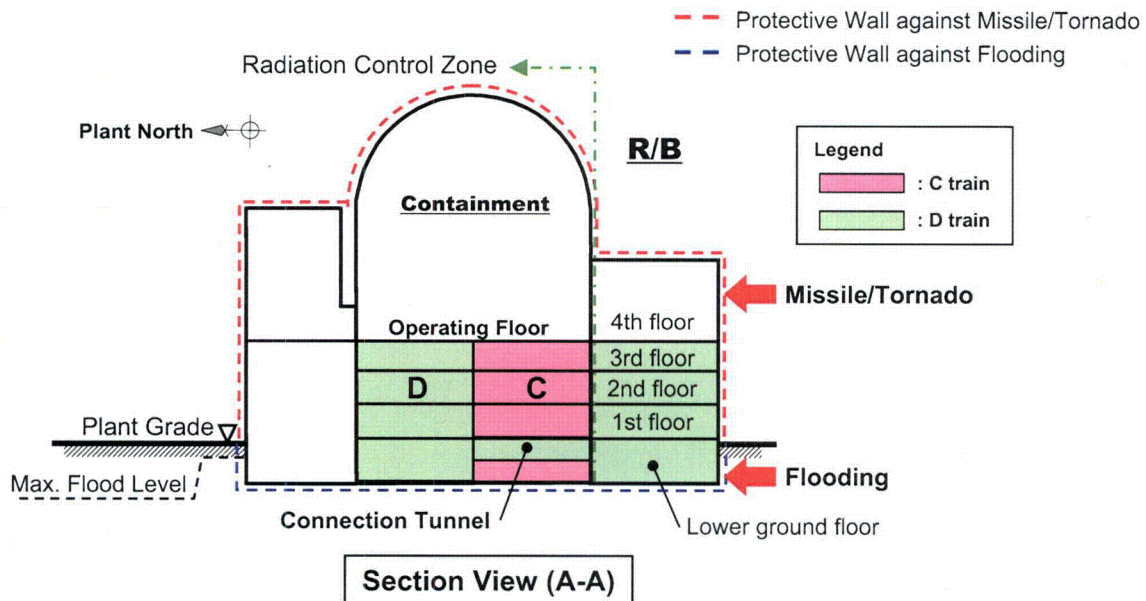 Protective Wall against Missile/Tornado
Protective Wall against Flooding
Radiation Control Zone
Plant North
R/B
Legend
: C train
: D train
Containment
Missile/Tornado
Operating Floor
4th floor
3rd floor
D
C
2nd floor
1st floor
Plant Grade
Max. Flood Level
Flooding
Connection Tunnel
Lower ground floor
Section View (A-A)